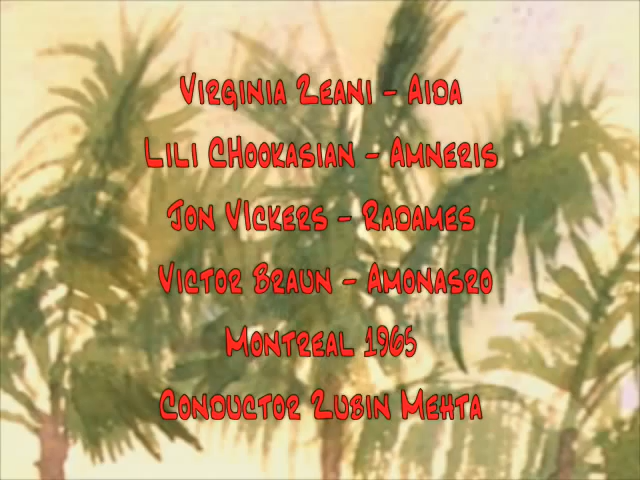 Virginia Zeani - Aida
Lili CHookasian - Amneris
Jon VIckers - Radames
Victor Braun - Amonasro
Montreal 1965
Conductor Zubin Mehta